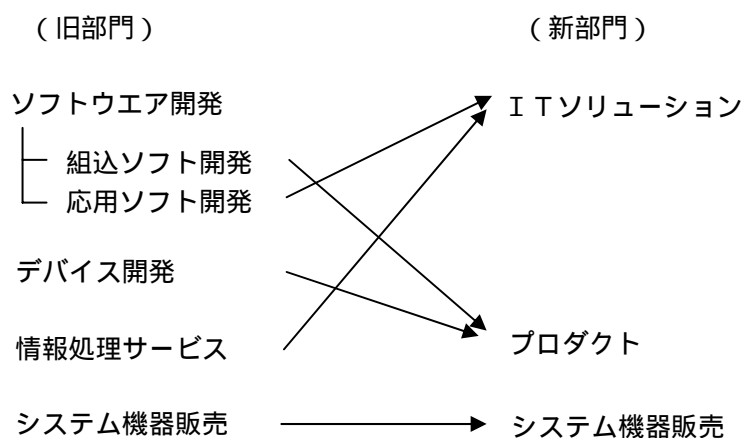 （旧部門）
（新部門）
ソフトウエア開発
ＩＴソリューション
組込ソフト開発
応用ソフト開発
デバイス開発
情報処理サービス
プロダクト
システム機器販売
システム機器販売